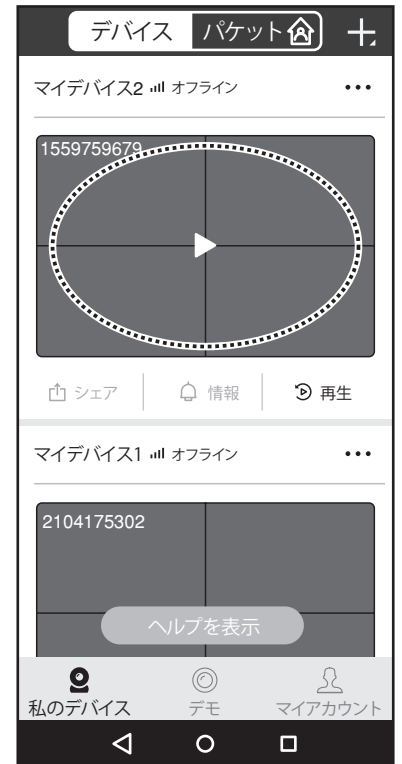 デバイス パケット
マイデバイス2 オフライン
1559759679
シェア 情報 再生
マイデバイス1 オフライン
2104175302
ヘルプを表示
私のデバイス デモ マイアカウント